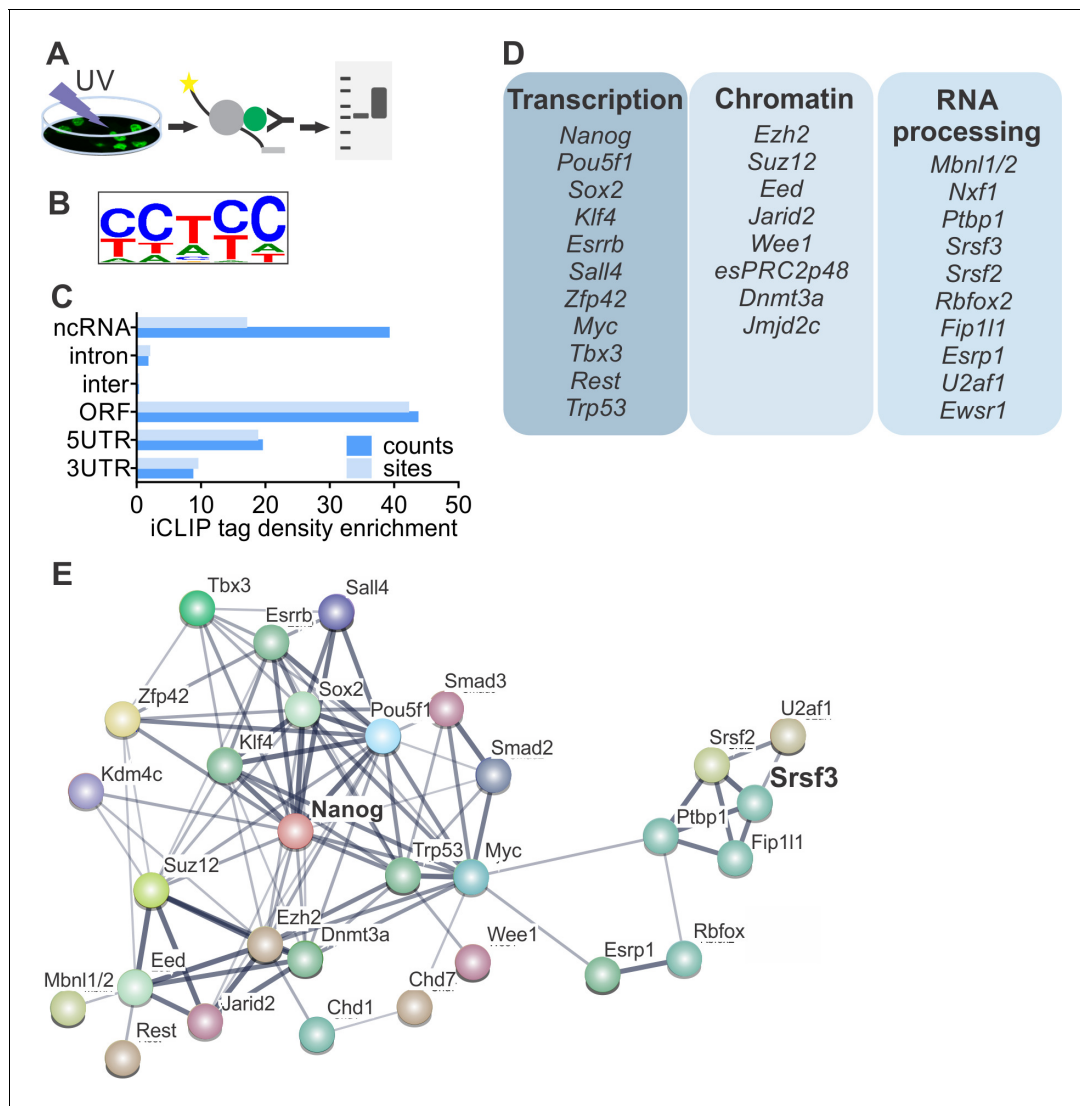 A
UV
B
CCTCC
TTATC
C
ncRNA
intron
inter
ORF
5UTR
3UTR
counts
sites
0 10 20 30 40 50
iCLIP tag density enrichment
D
Transcription
Nanog
Pou5f1
Sox2
Klf4
Esrrb
Sall4
Zfp42
Myc
Tbx3
Rest
Trp53
Chromatin
Ezh2
Suz12
Eed
Jarid2
Wee1
esPRC2p48
Dnmt3a
Jmjd2c
RNA
processing
Mbnl1/2
Nxf1
Ptbp1
Srsf3
Srsf2
Rbfox2
Fip1l1
Esrp1
U2af1
Ewsr1
E
Tbx3
Sall4
Esrrb
Zfp42
Sox2
Pou5f1
Smad3
U2af1
Klf4
Smad2
Srsf2
Kdm4c
Srsf3
Nanog
Ptbp1
Trp53
Myc
Fip1l1
Suz12
Ezh2
Dnmt3a
Wee1
Esrp1
Rbfox
Eed
Mbnl1/2
Jarid2
Chd1
Chd7
Rest